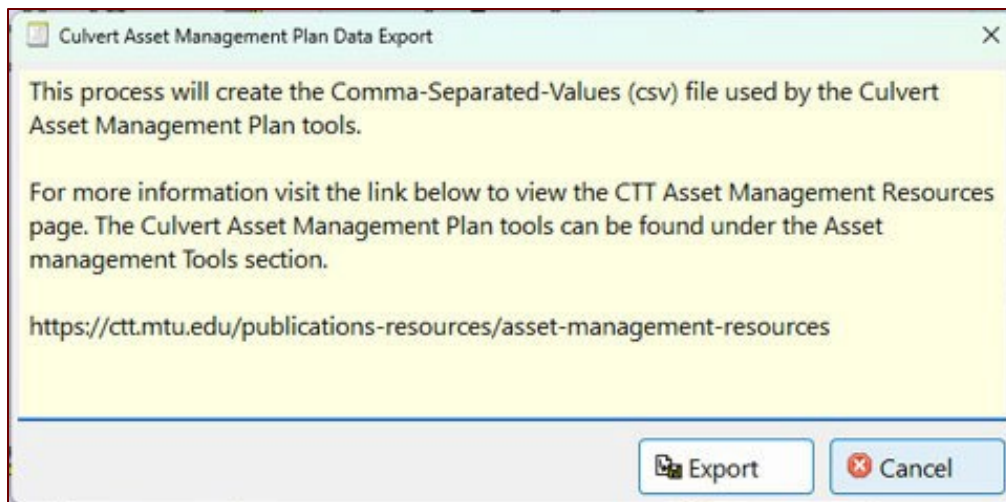 Culvert Asset Management Plan Data Export
This process will create the Comma-Separated-Values (csv) file used by the Culvert
Asset Management Plan tools.
For more information visit the link below to view the CTT Asset Management Resources
page. The Culvert Asset Management Plan tools can be found under the Asset
management Tools section.
https://ctt.mtu.edu/publications-resources/asset-management-resources
Export
Cancel